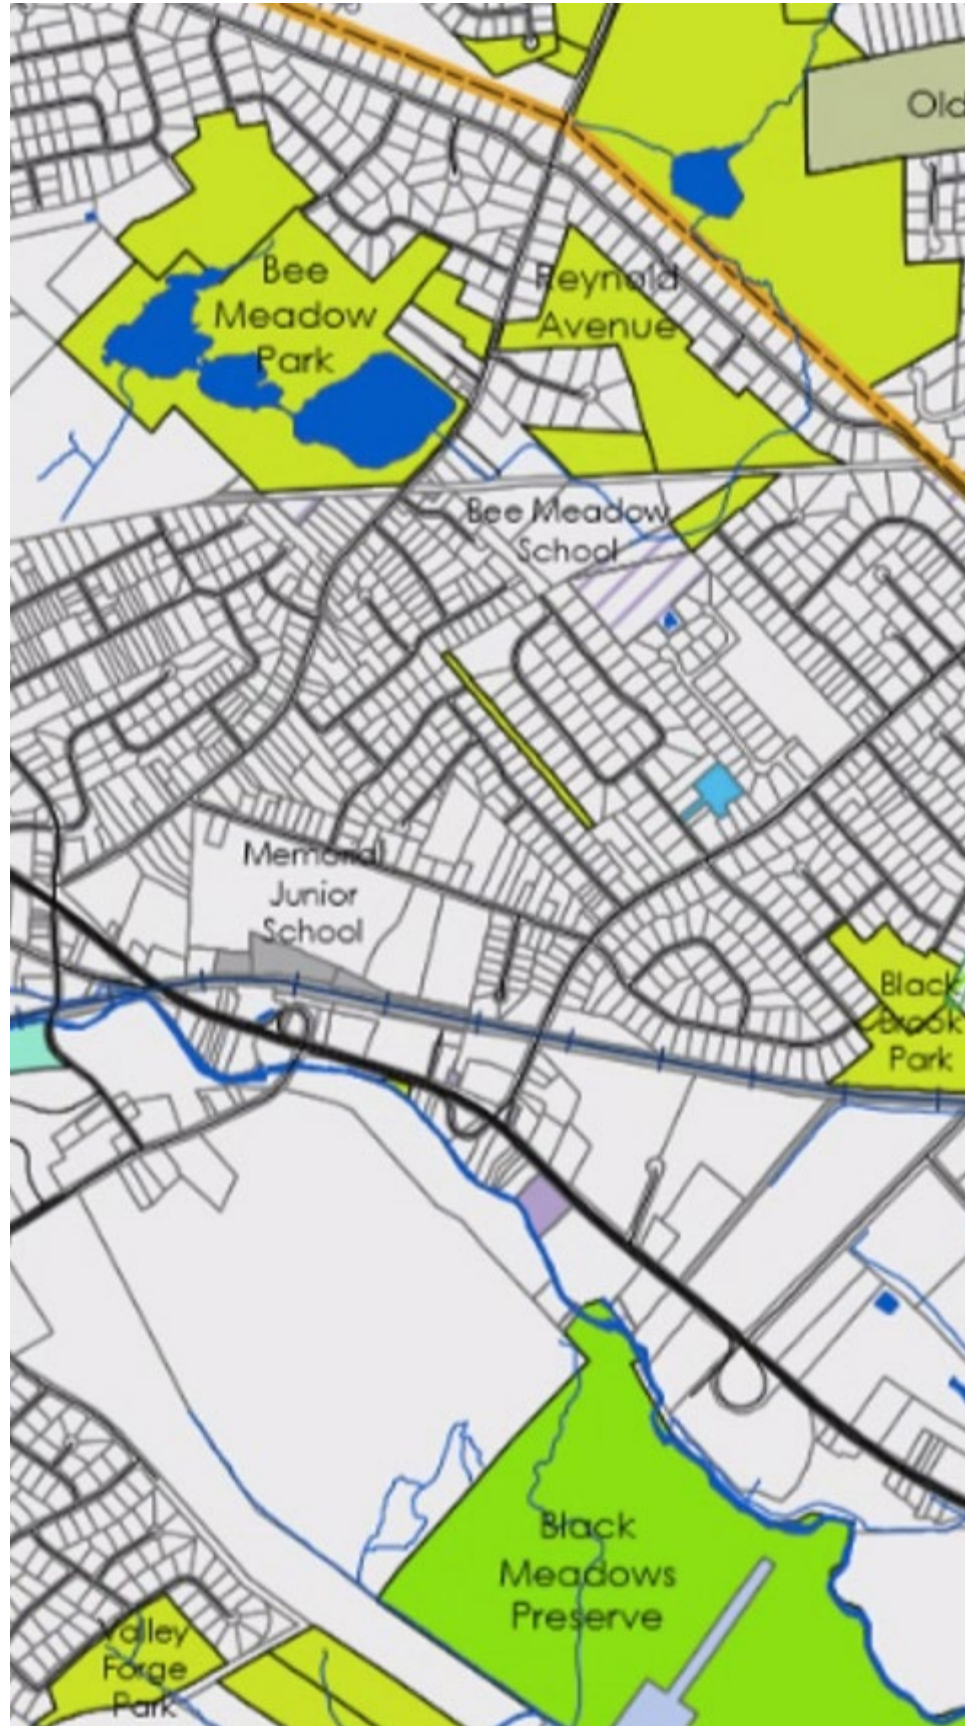 Old
Bee
Meadow
Park
Reynold
Avenue
Bee Meadow
School
Memorial
Junior
School
Black
Brook
Park
Black
Meadows
Preserve
Valley
Forge
Park